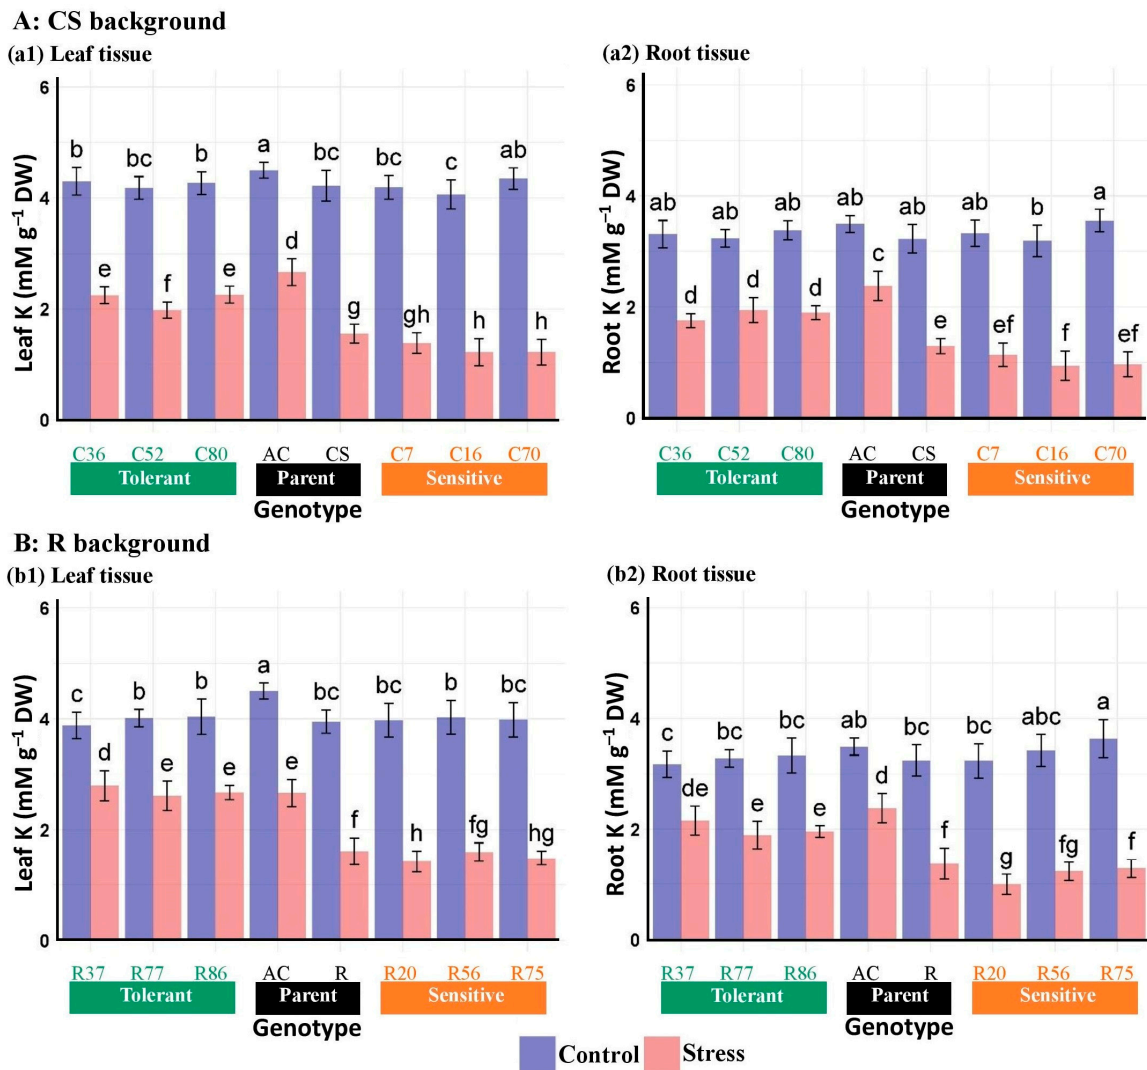 A: CS background
(a1) Leaf tissue
Leaf K (mM g⁻¹ DW)
6
4
2
0
b bc b a bc bc c ab
e f e d g gh h h
C36 C52 C80 AC CS C7 C16 C70
Tolerant Parent Sensitive
Genotype
(a2) Root tissue
Root K (mM g⁻¹ DW)
6
4
2
0
ab ab ab ab ab ab b a
d d d c e ef f ef
C36 C52 C80 AC CS C7 C16 C70
Tolerant Parent Sensitive
Genotype
B: R background
(b1) Leaf tissue
Leaf K (mM g⁻¹ DW)
6
4
2
0
c b b a bc bc b bc
d e e e f h fg hg
R37 R77 R86 AC R R20 R56 R75
Tolerant Parent Sensitive
Genotype
(b2) Root tissue
Root K (mM g⁻¹ DW)
6
4
2
0
c bc bc ab bc bc abc a
de e e d f g fg f
R37 R77 R86 AC R R20 R56 R75
Tolerant Parent Sensitive
Genotype
Control Stress